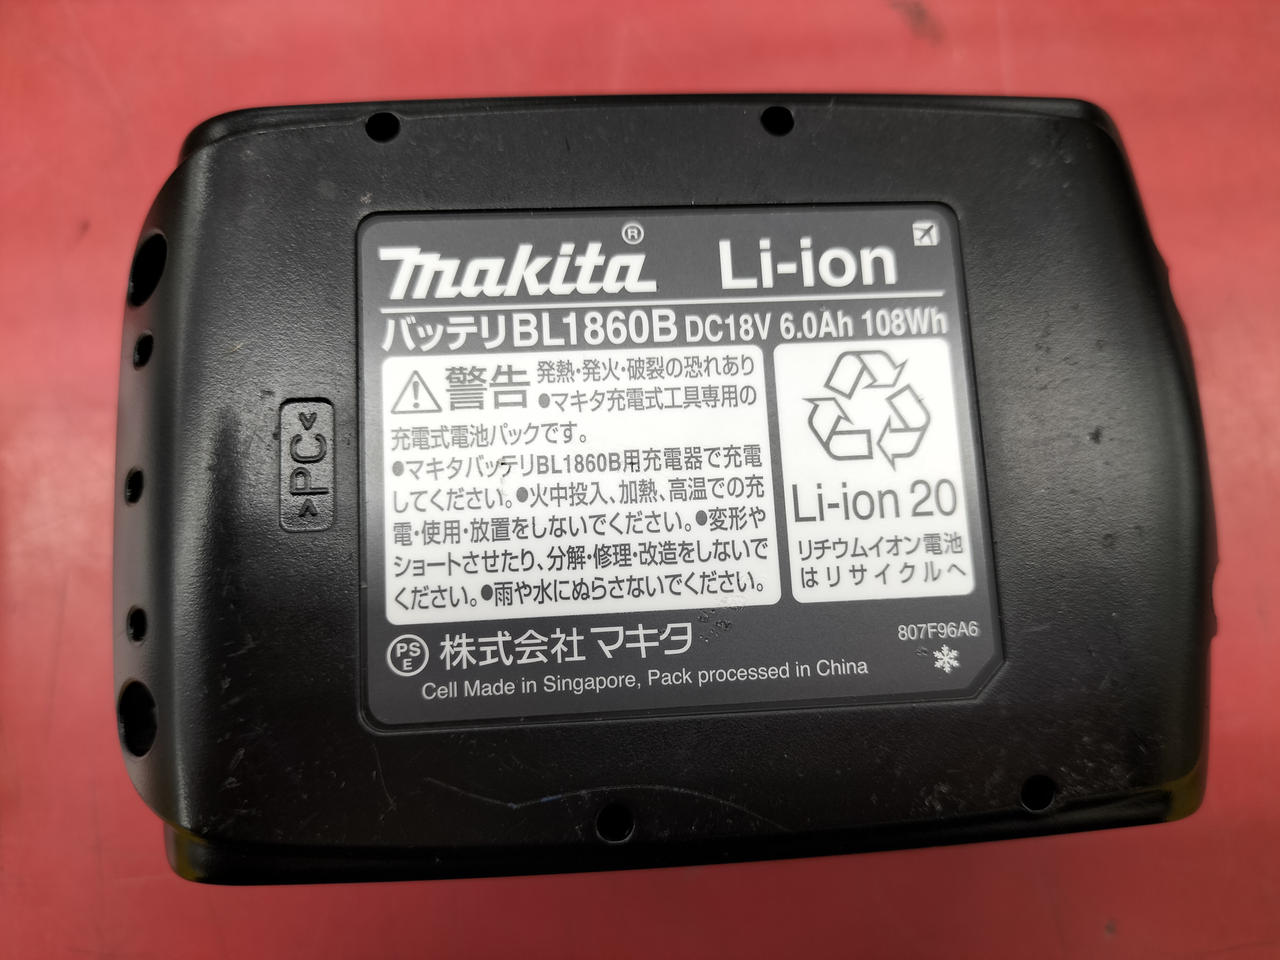 makita® Li-ion
バッテリBL1860B DC18V 6.0Ah 108Wh
警告 発熱・発火・破裂の恐れあり
●マキタ充電式工具専用の
充電式電池パックです。
●マキタバッテリBL1860B用充電器で充電
してください。●火中投入、加熱、高温での充
電・使用・放置をしないでください。●変形や
ショートさせたり、分解・修理・改造をしないで
ください。●雨や水にぬらさないでください。
Li-ion 20
リチウムイオン電池
はリサイクルへ
PS
E
株式会社マキタ
807F96A6
Cell Made in Singapore, Pack processed in China
>PC<